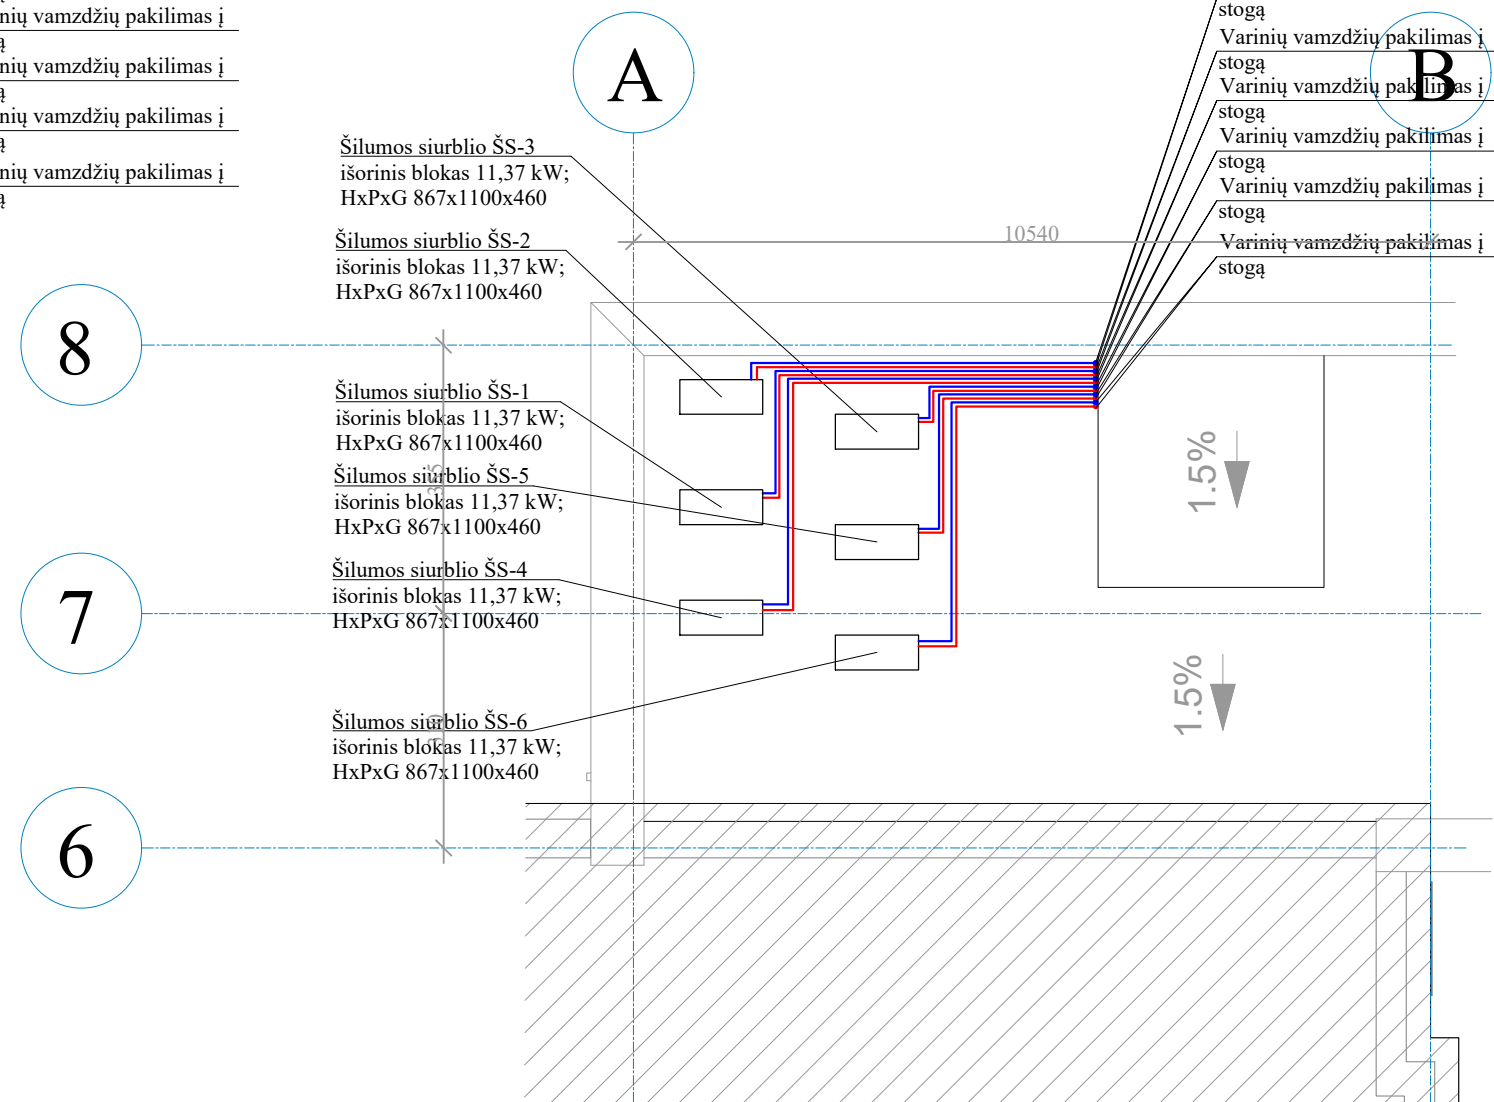 nių vamzdžių pakilimas į
ą
nių vamzdžių pakilimas į
ą
nių vamzdžių pakilimas į
ą
nių vamzdžių pakilimas į
ą
A
B
stogą
Varinių vamzdžių pakilimas į
stogą
Varinių vamzdžių pakilimas į
stogą
Varinių vamzdžių pakilimas į
stogą
Varinių vamzdžių pakilimas į
stogą
Varinių vamzdžių pakilimas į
stogą
10540
Šilumos siurblio ŠS-3
išorinis blokas 11,37 kW;
HxPxG 867x1100x460
Šilumos siurblio ŠS-2
išorinis blokas 11,37 kW;
HxPxG 867x1100x460
8
Šilumos siurblio ŠS-1
išorinis blokas 11,37 kW;
HxPxG 867x1100x460
Šilumos siurblio ŠS-5
išorinis blokas 11,37 kW;
HxPxG 867x1100x460
1.5%
Šilumos siurblio ŠS-4
išorinis blokas 11,37 kW;
HxPxG 867x1100x460
7
1.5%
Šilumos siurblio ŠS-6
išorinis blokas 11,37 kW;
HxPxG 867x1100x460
6